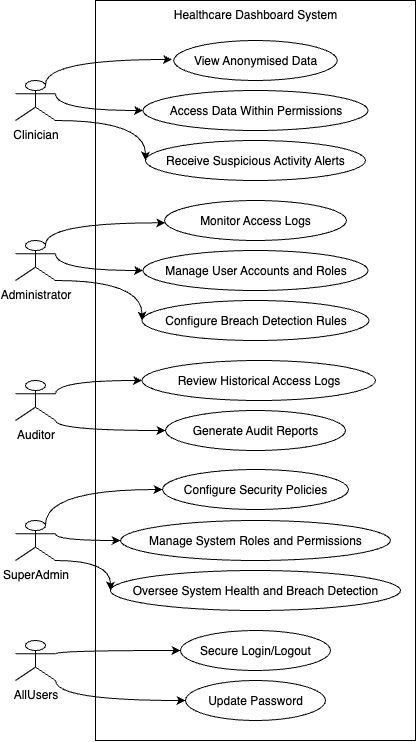 Healthcare Dashboard System
View Anonymised Data
Access Data Within Permissions
Clinician
Receive Suspicious Activity Alerts
Monitor Access Logs
Manage User Accounts and Roles
Administrator
Configure Breach Detection Rules
Review Historical Access Logs
Auditor
Generate Audit Reports
Configure Security Policies
Manage System Roles and Permissions
SuperAdmin
Oversee System Health and Breach Detection
Secure Login/Logout
AllUsers
Update Password